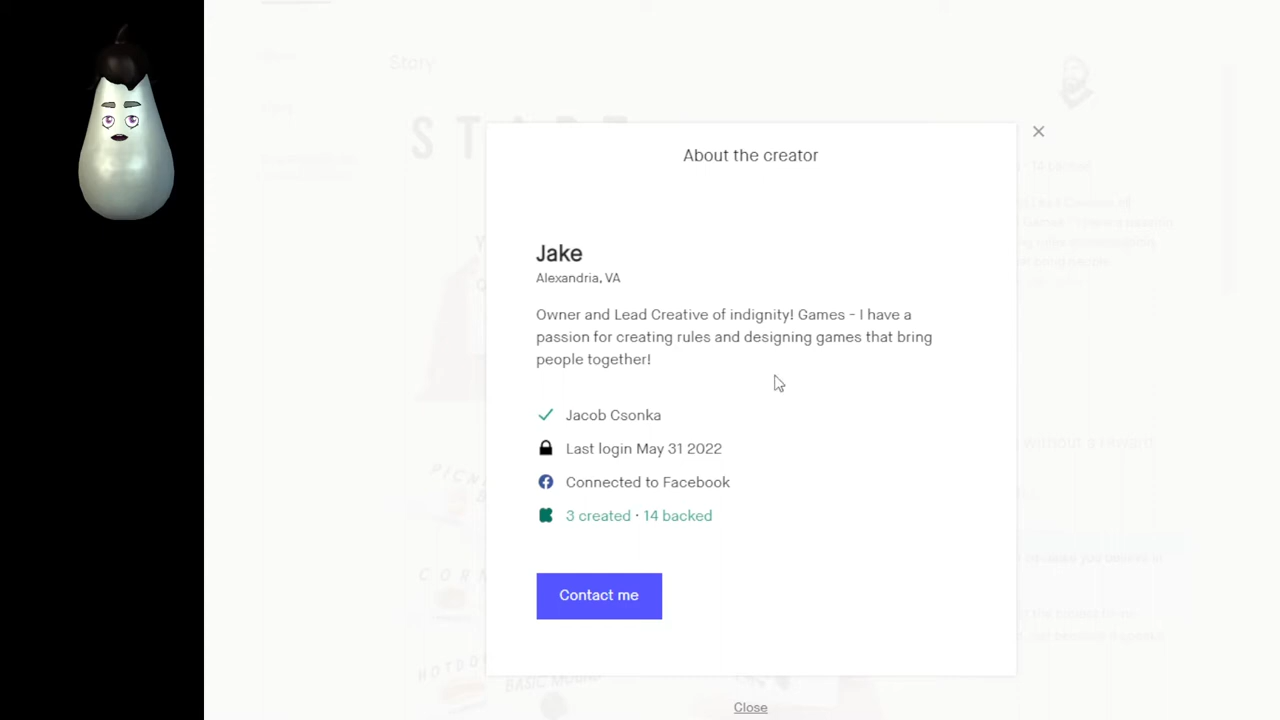 Story
About the creator
Jake
Alexandria, VA
Owner and Lead Creative of indignity! Games - I have a
passion for creating rules and designing games that bring
people together!
Jacob Csonka
Last login May 31 2022
Connected to Facebook
3 created · 14 backed
Contact me
Close